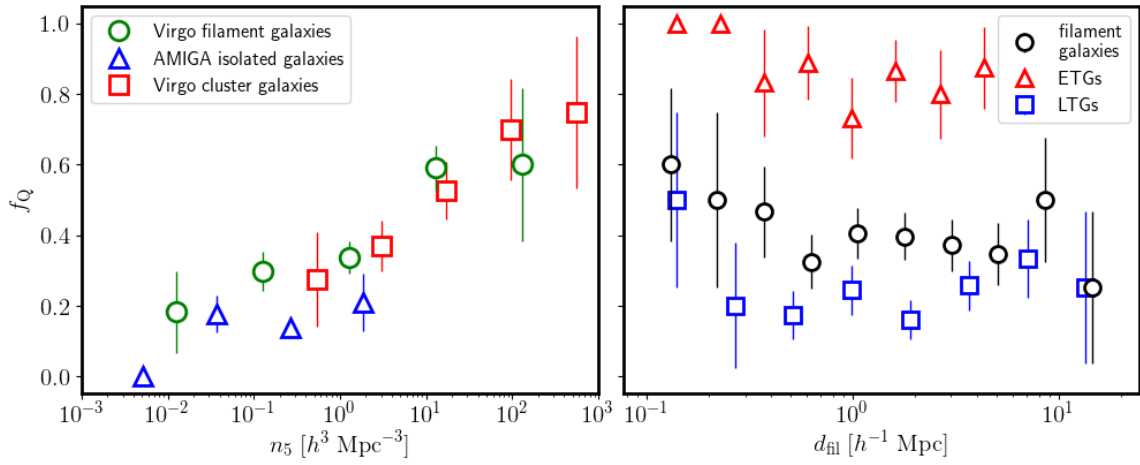 1.0
0.8
0.6
0.4
0.2
0.0
f_Q
Virgo filament galaxies
AMIGA isolated galaxies
Virgo cluster galaxies
10⁻³ 10⁻² 10⁻¹ 10⁰ 10¹ 10² 10³
n₅ [h³ Mpc⁻³]
filament
galaxies
ETGs
LTGs
10⁻¹ 10⁰ 10¹
d_fil [h⁻¹ Mpc]